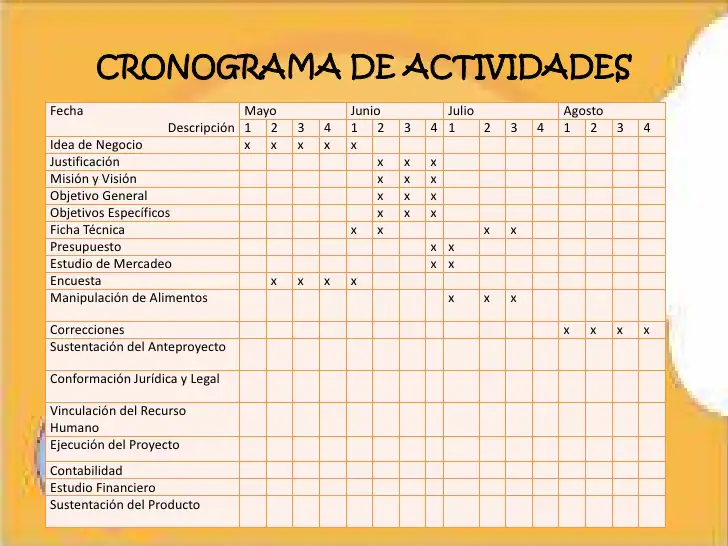 CRONOGRAMA DE ACTIVIDADES
Fecha Mayo Junio Julio Agosto
Descripción 1 2 3 4 1 2 3 4 1 2 3 4 1 2 3 4
Idea de Negocio x x x x x
Justificación x x x
Misión y Visión x x x
Objetivo General x x x
Objetivos Específicos x x x
Ficha Técnica x x x x
Presupuesto x x
Estudio de Mercadeo x x
Encuesta x x x x
Manipulación de Alimentos x x x
Correcciones x x x x
Sustentación del Anteproyecto
Conformación Jurídica y Legal
Vinculación del Recurso
Humano
Ejecución del Proyecto
Contabilidad
Estudio Financiero
Sustentación del Producto